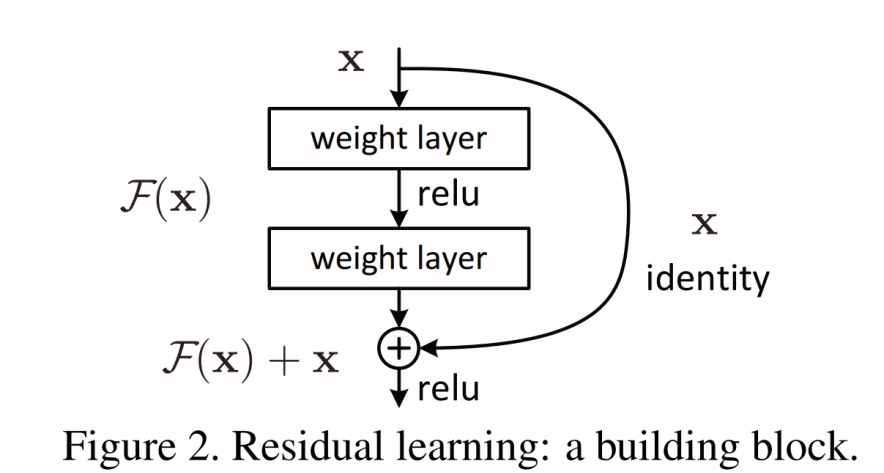 x
weight layer
relu
F(x)
weight layer
x
identity
F(x) + x
+
relu
Figure 2. Residual learning: a building block.